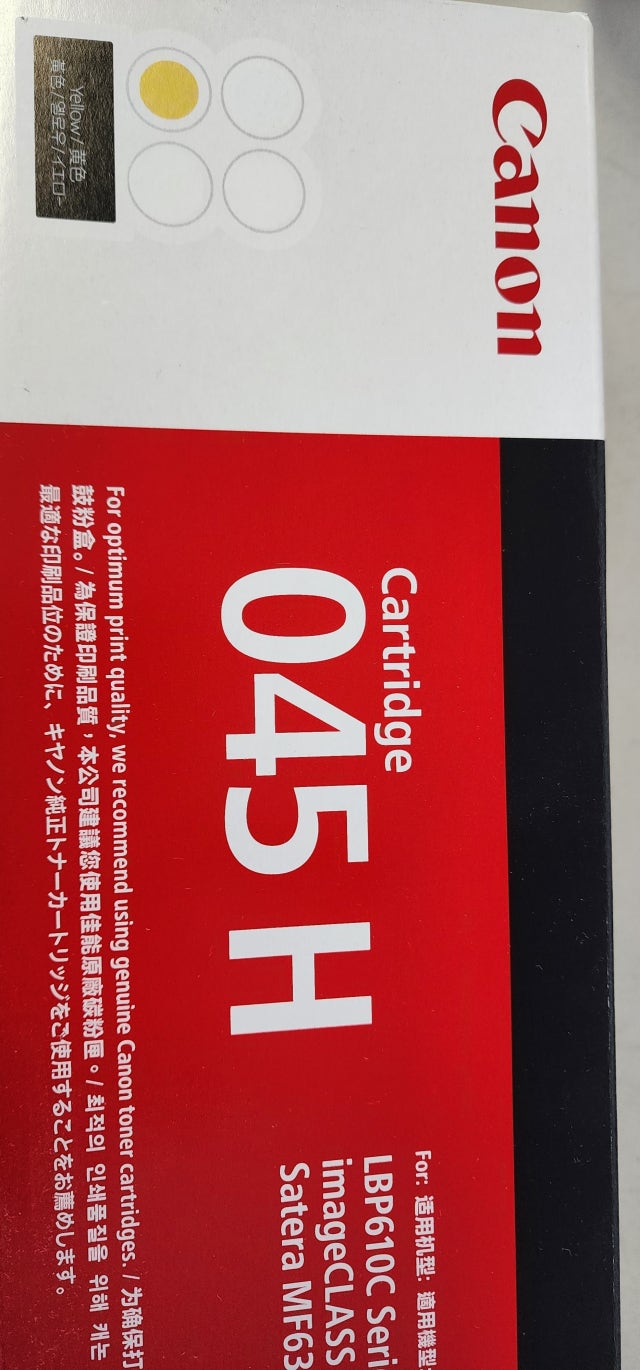 Canon
Yellow / 黄色
黃色 / 옐로우 / イエロー
Cartridge
045 H
For: 适用机型: 適用機型:
LBP610C Seri
imageCLASS
Satera MF63
For optimum print quality, we recommend using genuine Canon toner cartridges. / 为确保打
鼓粉盒。/ 為保證印刷品質，本公司建議您使用佳能原廠碳粉匣。/ 최적의 인쇄품질을 위해 캐논
最適な印刷品位のために、キヤノン純正トナーカートリッジをご使用することをお薦めします。